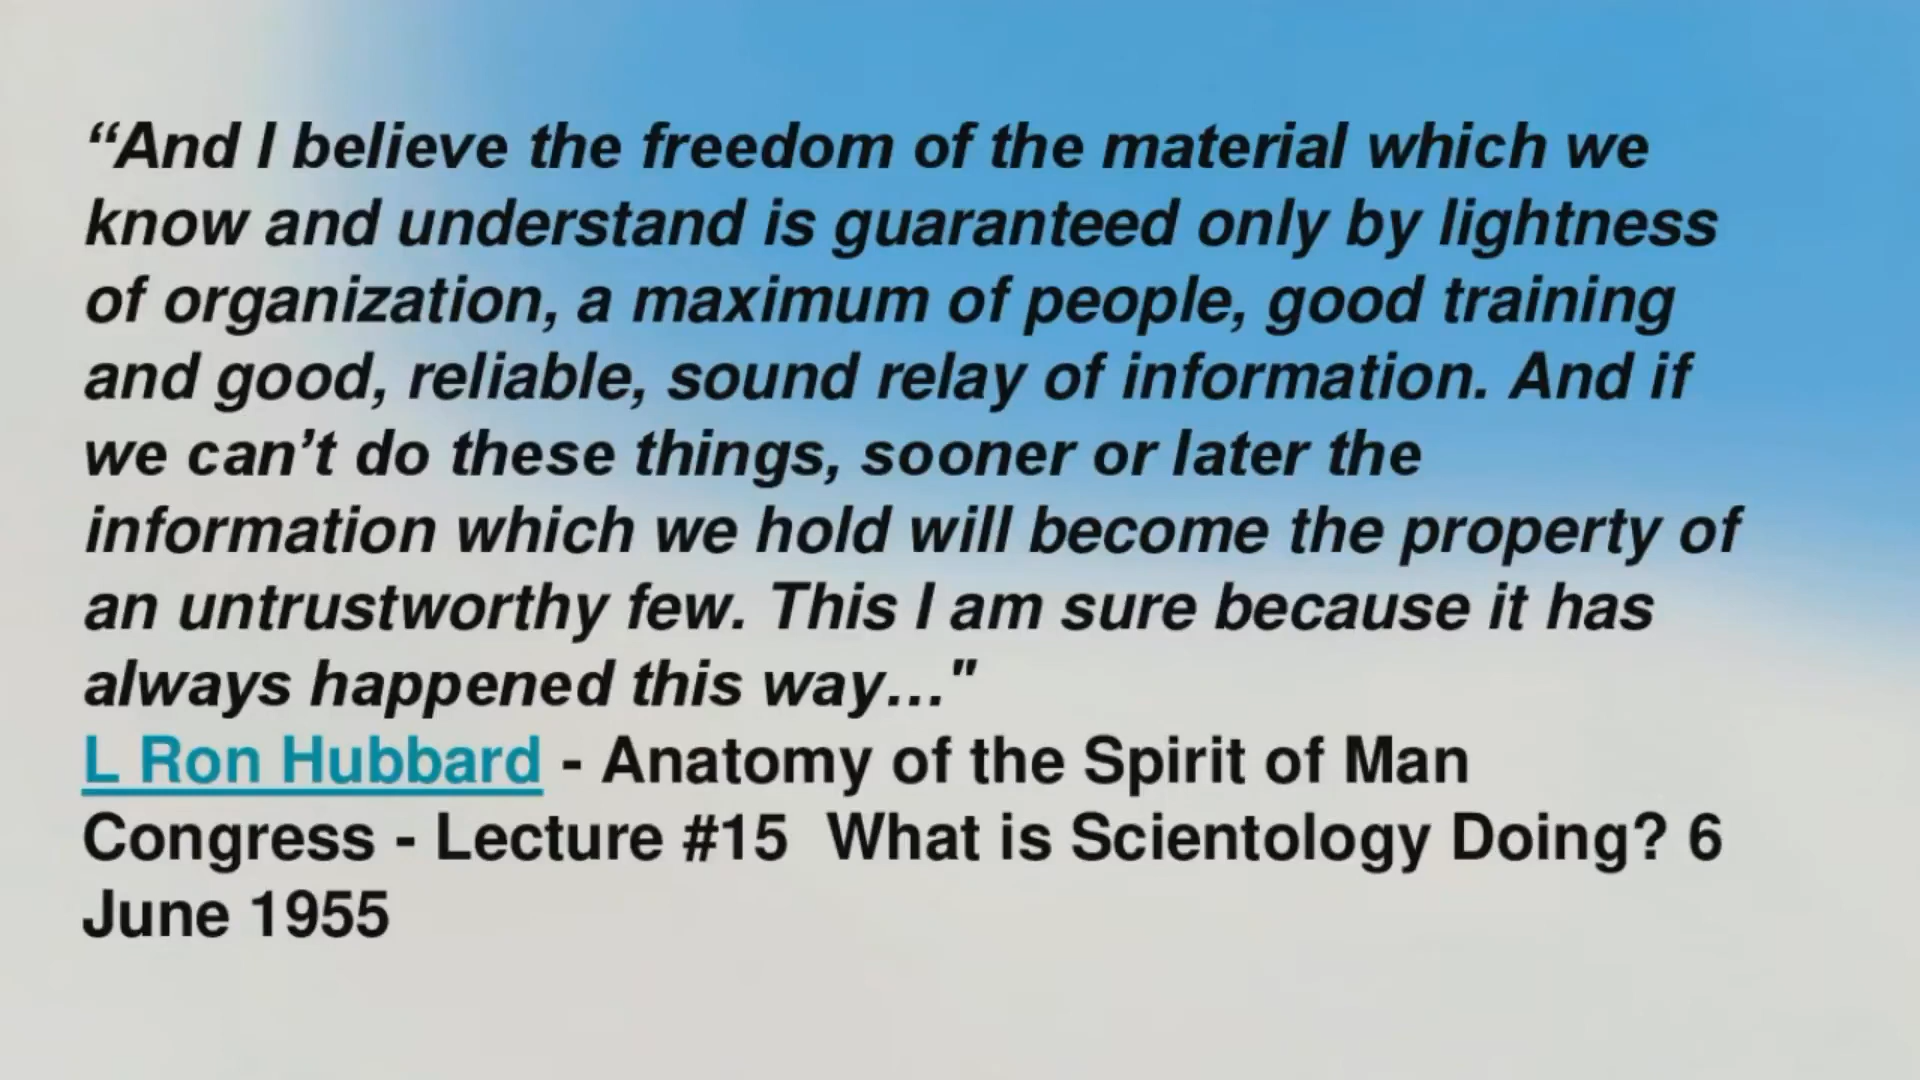 “And I believe the freedom of the material which we
know and understand is guaranteed only by lightness
of organization, a maximum of people, good training
and good, reliable, sound relay of information. And if
we can’t do these things, sooner or later the
information which we hold will become the property of
an untrustworthy few. This I am sure because it has
always happened this way…"
L Ron Hubbard - Anatomy of the Spirit of Man
Congress - Lecture #15  What is Scientology Doing? 6
June 1955